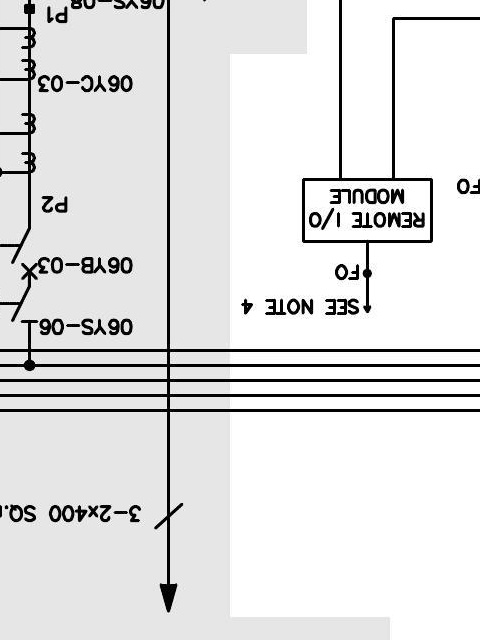 3-2x400 SQ.
06YS-06
SEE NOTE 4
FO
06YB-03
REMOTE I/O
MODULE
FO
P2
06YC-03
P1
06YS-08